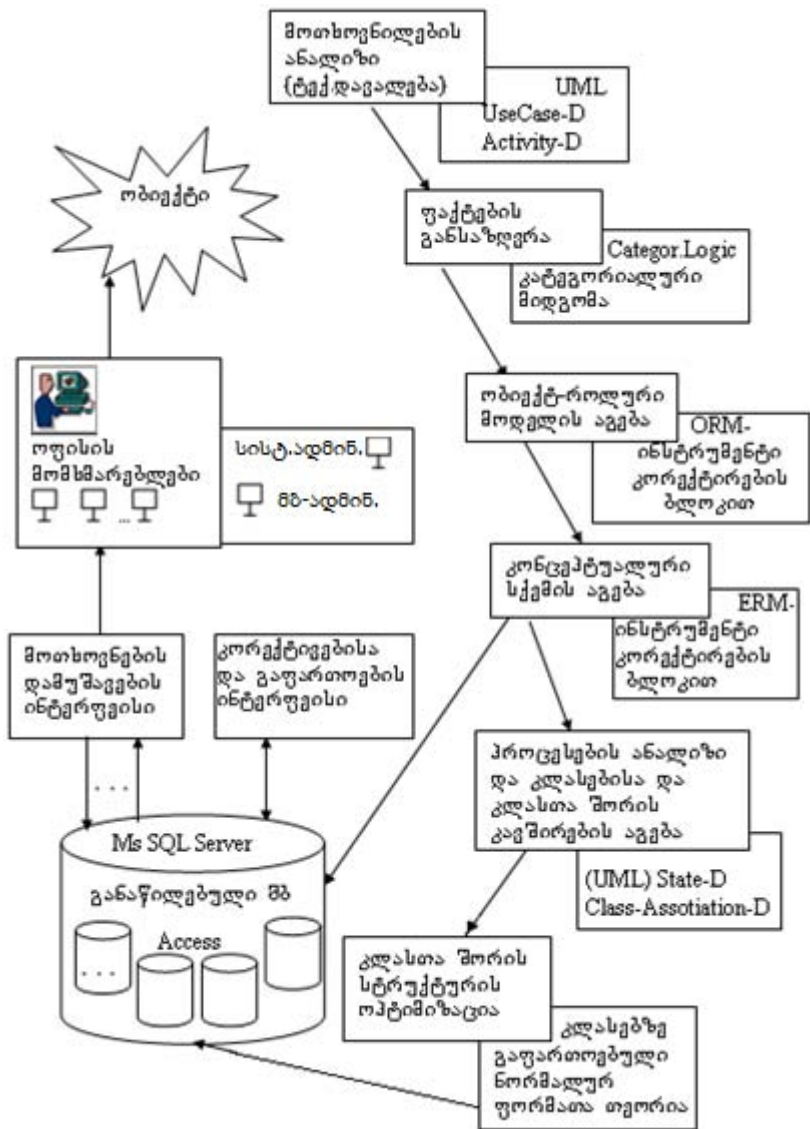 მოთხოვნილების
ანალიზი
(ტექ.დავალება)
UML
UseCase-D
Activity-D
ობიექტი
ფაქტების
განსაზღვრა
Categor.Logic
კატეგორიალური
მიდგომა
ობიექტ-როლური
მოდელის აგება
ORM-
ინსტრუმენტი
კორექტირების
ბლოკით
ოფისის
მომხმარებლები
...
სისტ.ადმინ.
მბ-ადმინ.
კონცეპტუალური
სქემის აგება
ERM-
ინსტრუმენტი
კორექტირების
ბლოკით
მოთხოვნების
დამუშავების
ინტერფეისი
კორექტივებისა
და გაფართოების
ინტერფეისი
პროცესების ანალიზი
და კლასებისა და
კლასთა შორის
კავშირების აგება
(UML) State-D
Class-Assotiation-D
. . .
Ms SQL Server
განაწილებული მბ
Access
. . .
კლასთა შორის
სტრუქტურის
ოპტიმიზაცია
კლასებზე
გაფართოებული
ნორმალურ
ფორმათა თეორია